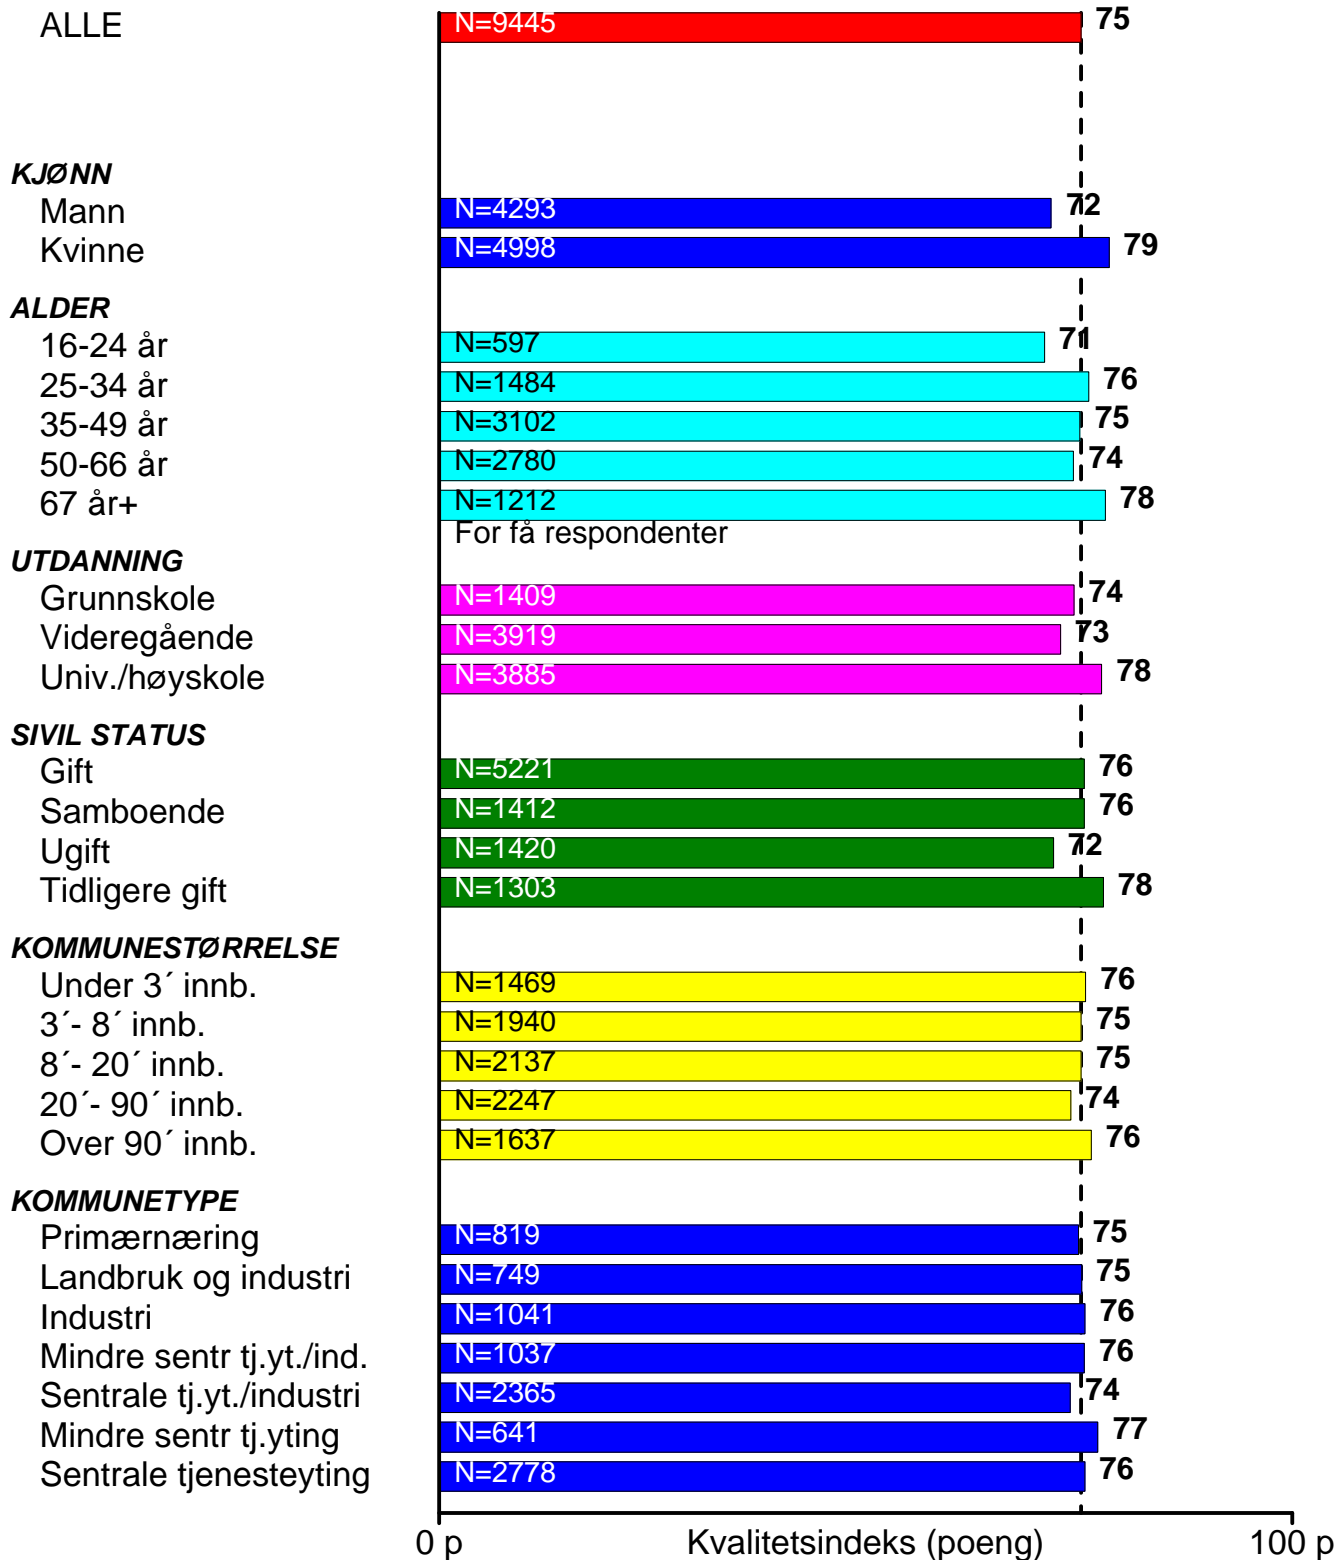 ALLE N=9445 75
KJØNN
Mann N=4293 72
Kvinne N=4998 79
ALDER
16-24 år N=597 71
25-34 år N=1484 76
35-49 år N=3102 75
50-66 år N=2780 74
67 år+ N=1212 78
For få respondenter
UTDANNING
Grunnskole N=1409 74
Videregående N=3919 73
Univ./høyskole N=3885 78
SIVIL STATUS
Gift N=5221 76
Samboende N=1412 76
Ugift N=1420 72
Tidligere gift N=1303 78
KOMMUNESTØRRELSE
Under 3´ innb. N=1469 76
3´- 8´ innb. N=1940 75
8´- 20´ innb. N=2137 75
20´- 90´ innb. N=2247 74
Over 90´ innb. N=1637 76
KOMMUNETYPE
Primærnæring N=819 75
Landbruk og industri N=749 75
Industri N=1041 76
Mindre sentr tj.yt./ind. N=1037 76
Sentrale tj.yt./industri N=2365 74
Mindre sentr tj.yting N=641 77
Sentrale tjenesteyting N=2778 76
0 p Kvalitetsindeks (poeng) 100 p